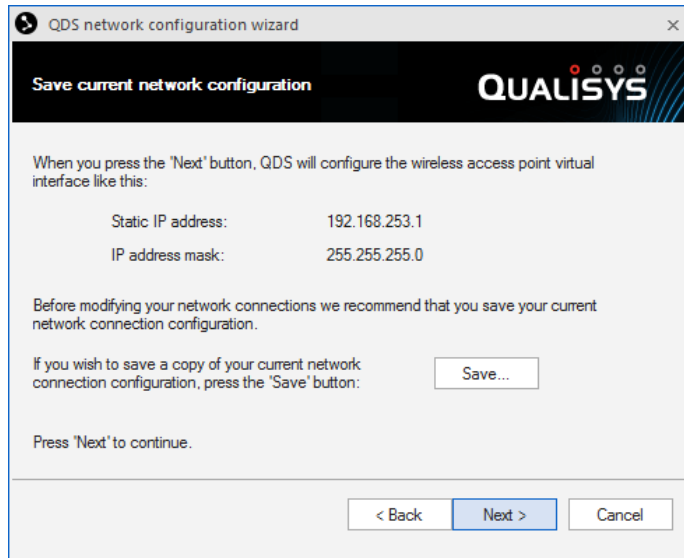 QDS network configuration wizard
Save current network configuration
QUALISYS
When you press the 'Next' button, QDS will configure the wireless access point virtual
interface like this:
Static IP address: 192.168.253.1
IP address mask: 255.255.255.0
Before modifying your network connections we recommend that you save your current
network connection configuration.
If you wish to save a copy of your current network
connection configuration, press the 'Save' button:
Save...
Press 'Next' to continue.
< Back Next > Cancel